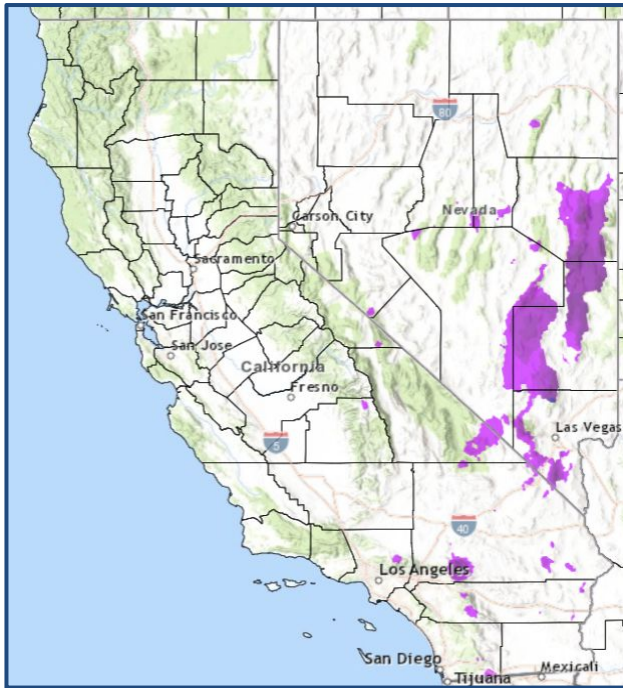 80
Carson City
Nevada
Sacramento
San Francisco
San Jose
California
Fresno
5
Las Vegas
40
Los Angeles
San Diego
Tijuana
Mexicali